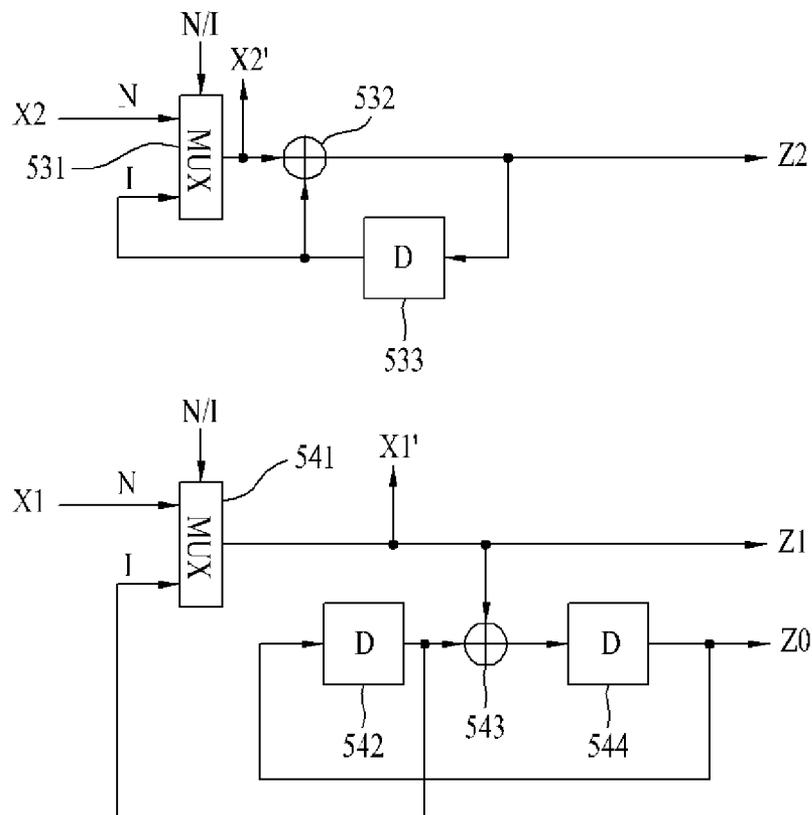 N/I
X2'
532
N
X2
MUX
531
I
Z2
D
533
N/I
X1'
541
N
X1
MUX
Z1
I
D
D
Z0
542
543
544